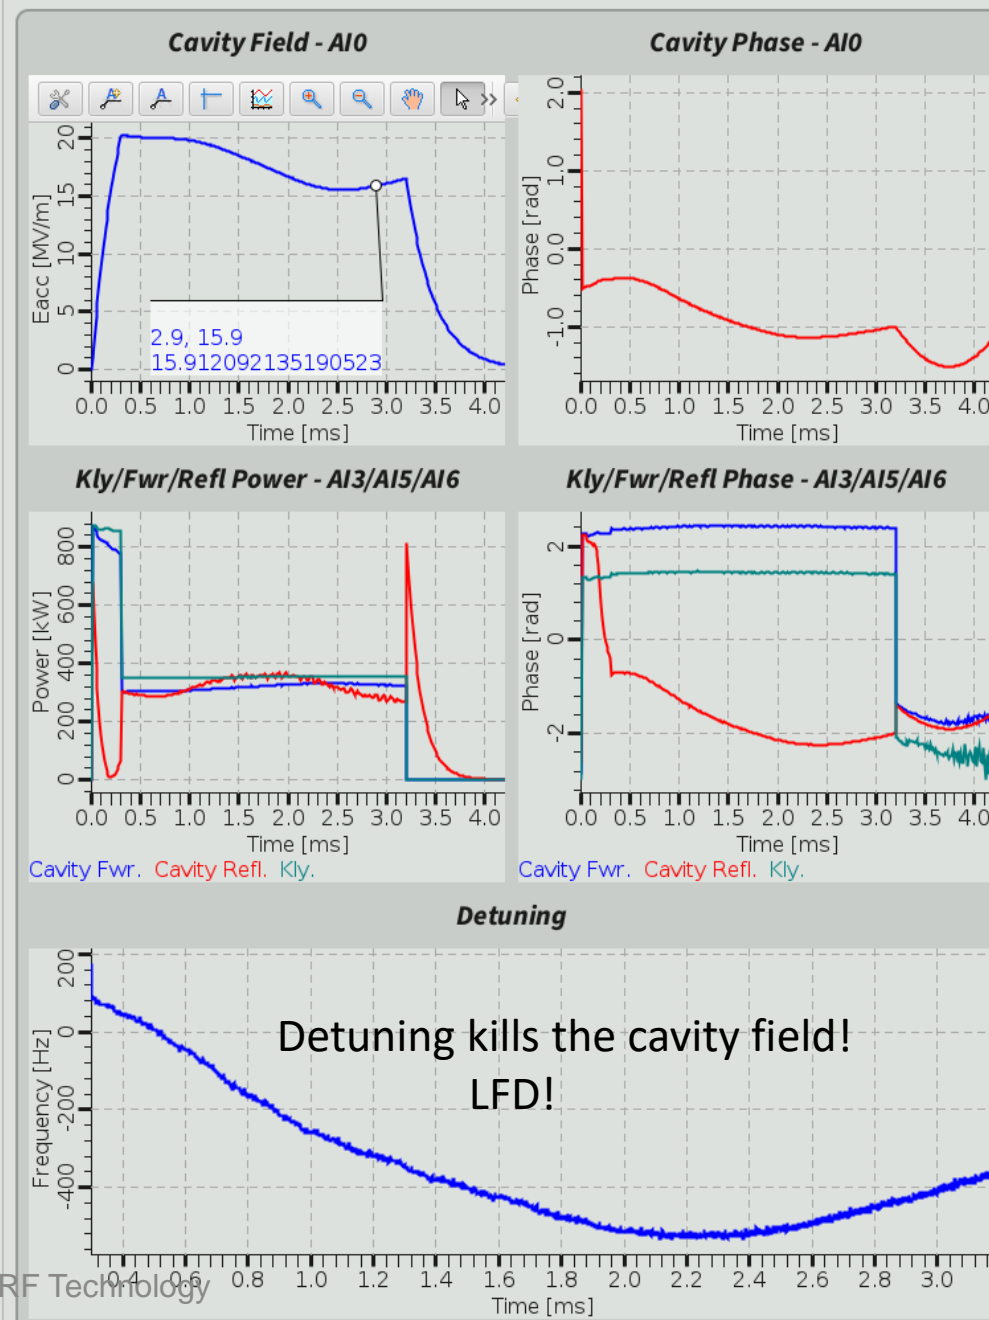 Cavity Field - AI0
Cavity Phase - AI0
Eacc [MV/m]
20
15
10
5
0
2.9, 15.9
15.912092135190523
0.0 0.5 1.0 1.5 2.0 2.5 3.0 3.5 4.0
Time [ms]
Phase [rad]
2.0
1.0
0.0
-1.0
0.0 0.5 1.0 1.5 2.0 2.5 3.0 3.5 4.0
Time [ms]
Kly/Fwr/Refl Power - AI3/AI5/AI6
Kly/Fwr/Refl Phase - AI3/AI5/AI6
Power [kW]
800
600
400
200
0
0.0 0.5 1.0 1.5 2.0 2.5 3.0 3.5 4.0
Time [ms]
Cavity Fwr. Cavity Refl. Kly.
Phase [rad]
2
0
-2
0.0 0.5 1.0 1.5 2.0 2.5 3.0 3.5 4.0
Time [ms]
Cavity Fwr. Cavity Refl. Kly.
Detuning
Frequency [Hz]
200
0
-200
-400
Detuning kills the cavity field!
LFD!
0.4 0.6 0.8 1.0 1.2 1.4 1.6 1.8 2.0 2.2 2.4 2.6 2.8 3.0
Time [ms]
RF Technology